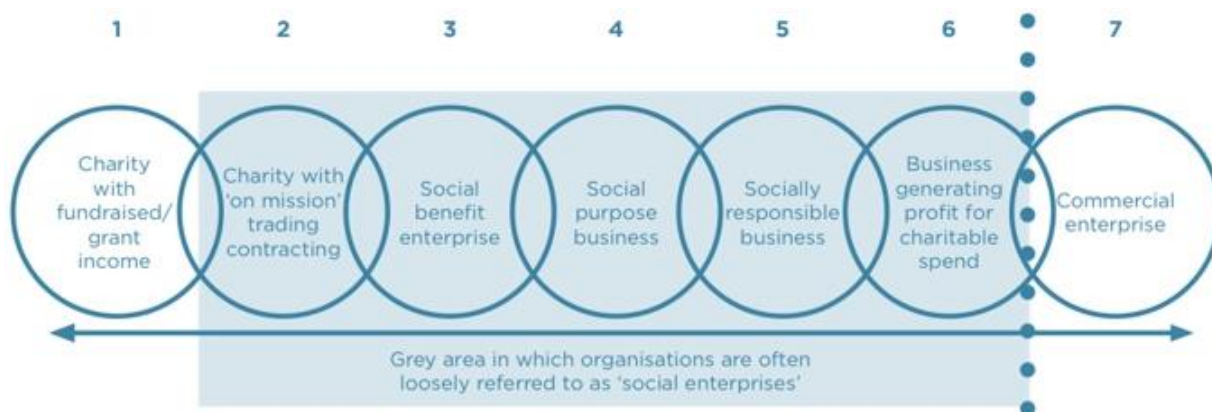 1 2 3 4 5 6 7
Charity
with
fundraised/
grant
income
Charity with
'on mission'
trading
contracting
Social
benefit
enterprise
Social
purpose
business
Socially
responsible
business
Business
generating
profit for
charitable
spend
Commercial
enterprise
Grey area in which organisations are often
loosely referred to as 'social enterprises'